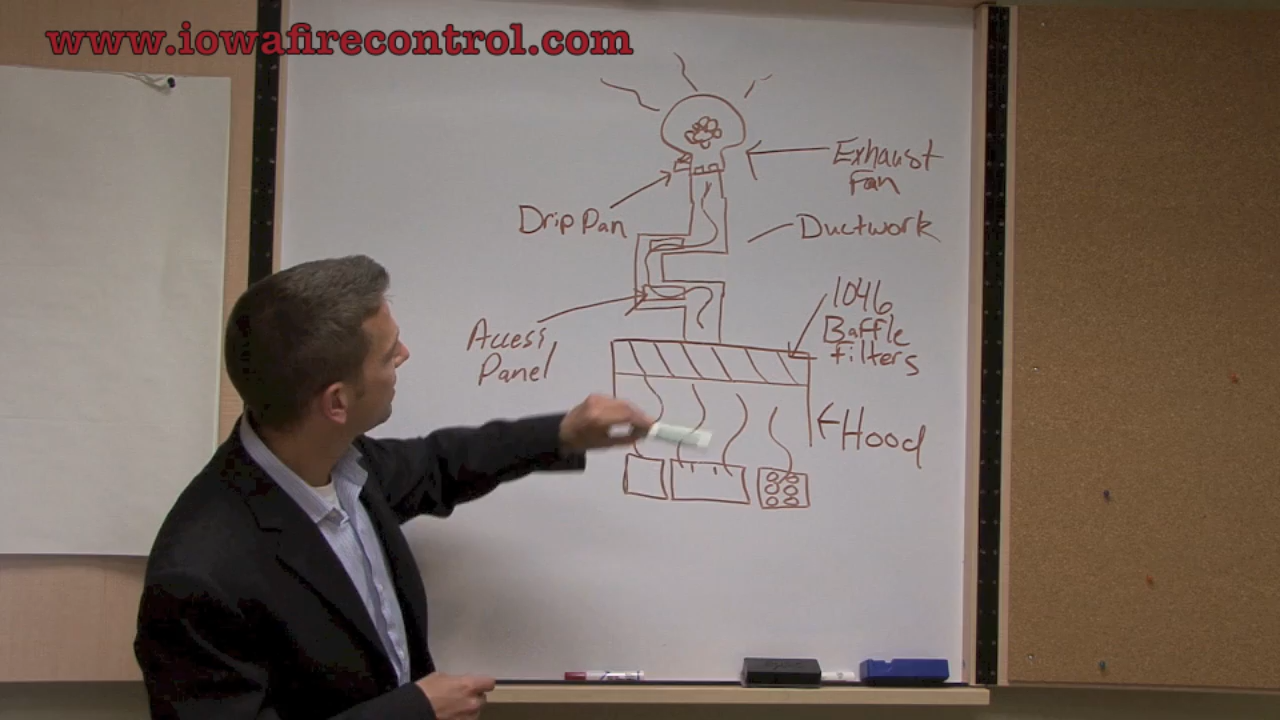 www.iowafirecontrol.com
Exhaust
Fan
Drip Pan
Ductwork
1046
Baffle
filters
Access
Panel
Hood